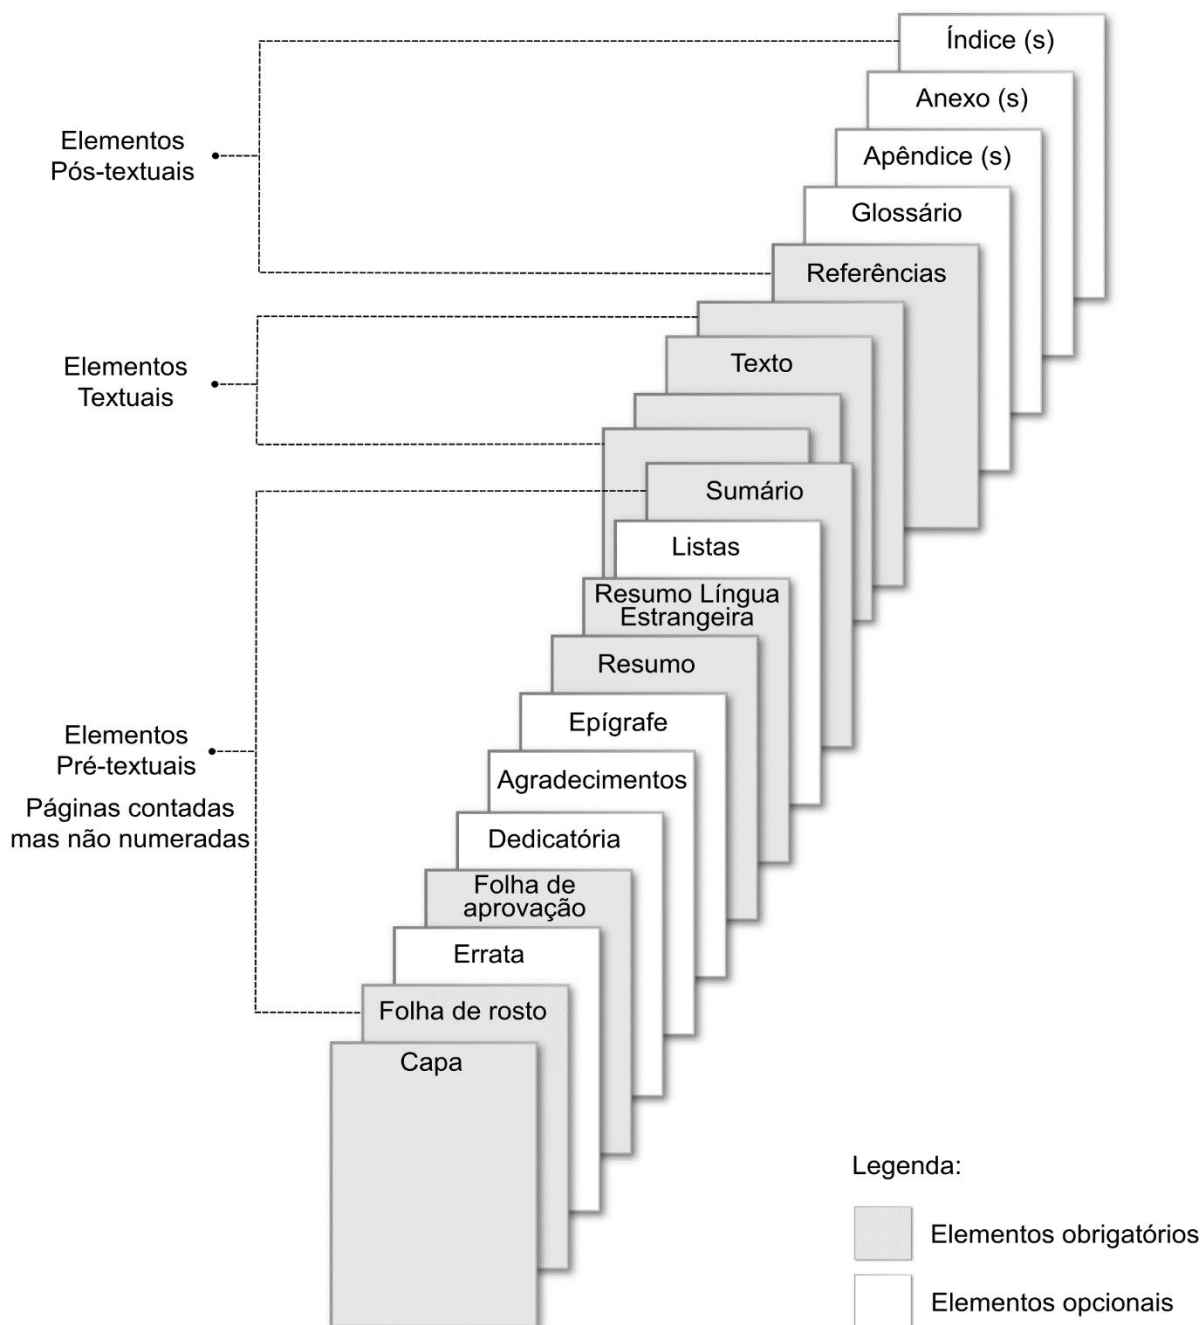 Índice (s)
Anexo (s)
Apêndice (s)
Glossário
Referências
Elementos
Pós-textuais
Texto
Elementos
Textuais
Sumário
Listas
Resumo Língua
Estrangeira
Resumo
Epígrafe
Agradecimentos
Dedicatória
Folha de
aprovação
Errata
Folha de rosto
Capa
Elementos
Pré-textuais
Páginas contadas
mas não numeradas
Legenda:
Elementos obrigatórios
Elementos opcionais